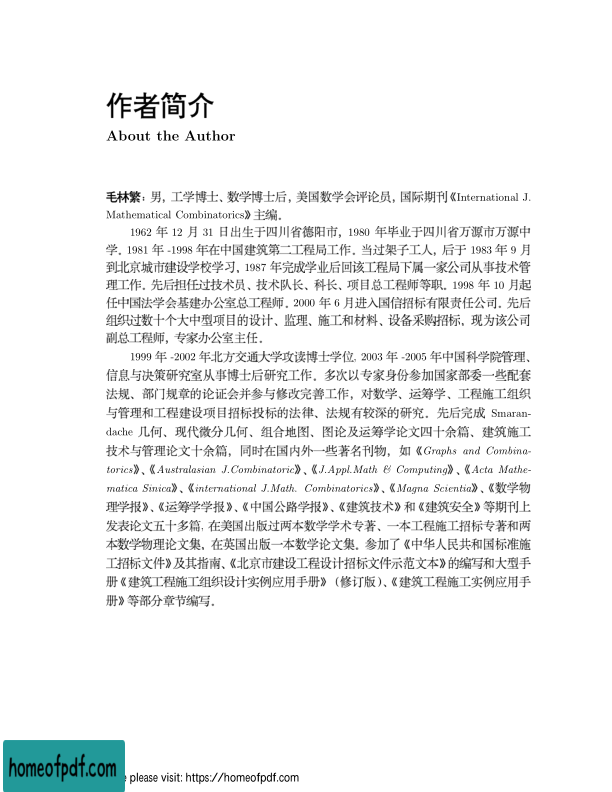 作者简介
About the Author
毛林繁：男，工学博士、数学博士后，美国数学会评论员，国际期刊《International J.
Mathematical Combinatorics》主编。
1962 年 12 月 31 日出生于四川省德阳市，1980 年毕业于四川省万源市万源中
学。1981 年 -1998 年在中国建筑第二工程局工作。当过架子工人，后于 1983 年 9 月
到北京城市建设学校学习，1987 年完成学业后回该工程局下属一家公司从事技术管
理工作。先后担任过技术员、技术队长、科长、项目总工程师等职。1998 年 10 月起
任中国法学会基建办公室总工程师。2000 年 6 月进入国信招标有限责任公司。先后
组织过数十个大中型项目的设计、监理、施工和材料、设备采购招标，现为该公司
副总工程师，专家办公室主任。
1999 年 -2002 年北方交通大学攻读博士学位, 2003 年 -2005 年中国科学院管理、
信息与决策研究室从事博士后研究工作。多次以专家身份参加国家部委一些配套
法规、部门规章的论证会并参与修改完善工作，对数学、运筹学、工程施工组织
与管理和工程建设项目招标投标的法律、法规有较深的研究。先后完成 Smaran-
dache 几何、现代微分几何、组合地图、图论及运筹学论文四十余篇、建筑施工
技术与管理论文十余篇，同时在国内外一些著名刊物，如《Graphs and Combina-
torics》、《Australasian J.Combinatoric》、《J.Appl.Math & Computing》、《Acta Mathe-
matica Sinica》、《international J.Math. Combinatorics》、《Magna Scientia》、《数学物
理学报》、《运筹学学报》、《中国公路学报》、《建筑技术》和《建筑安全》等期刊上
发表论文五十多篇, 在美国出版过两本数学学术专著、一本工程施工招标专著和两
本数学物理论文集，在英国出版一本数学论文集。参加了《中华人民共和国标准施
工招标文件》及其指南、《北京市建设工程设计招标文件示范文本》的编写和大型手
册《建筑工程施工组织设计实例应用手册》（修订版）、《建筑工程施工实例应用手
册》等部分章节编写。
homeofpdf.com
please visit: https://homeofpdf.com